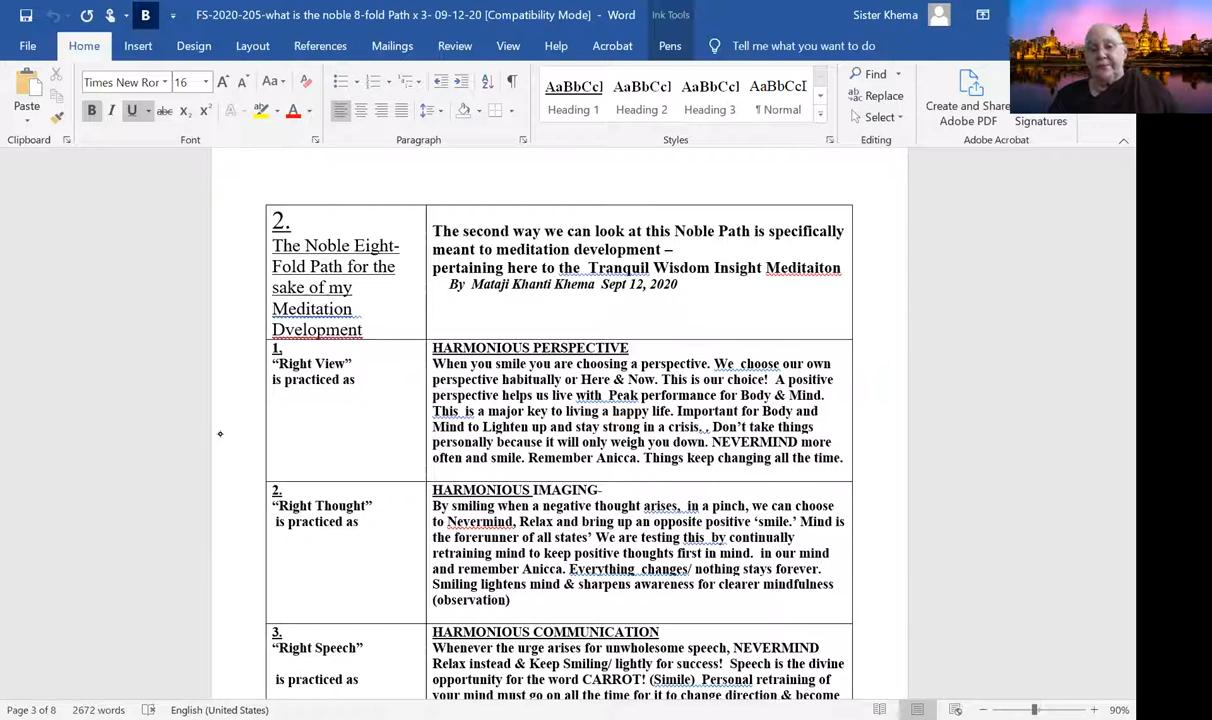 FS-2020-205-what is the noble 8-fold Path x 3- 09-12-20 [Compatibility Mode] - Word
Ink Tools
Sister Khema
File
Home
Insert
Design
Layout
References
Mailings
Review
View
Help
Acrobat
Pens
Tell me what you want to do
Paste
Clipboard
Times New Ror
16
Font
Paragraph
AaBbCcI
Heading 1
AaBbCcI
Heading 2
AaBbCcI
Heading 3
AaBbCcDdI
¶ Normal
Styles
Find
Replace
Select
Editing
Create and Share
Adobe PDF
Signatures
Adobe Acrobat
2.
The Noble Eight-
Fold Path for the
sake of my
Meditation
Dvelopment
The second way we can look at this Noble Path is specifically
meant to meditation development –
pertaining here to the Tranquil Wisdom Insight Meditaiton
By Mataji Khanti Khema Sept 12, 2020
1,
“Right View”
is practiced as
HARMONIOUS PERSPECTIVE
When you smile you are choosing a perspective. We choose our own
perspective habitually or Here & Now. This is our choice! A positive
perspective helps us live with Peak performance for Body & Mind.
This is a major key to living a happy life. Important for Body and
Mind to Lighten up and stay strong in a crisis. . Don’t take things
personally because it will only weigh you down. NEVERMIND more
often and smile. Remember Anicca. Things keep changing all the time.
2.
“Right Thought”
is practiced as
HARMONIOUS IMAGING-
By smiling when a negative thought arises, in a pinch, we can choose
to Nevermind, Relax and bring up an opposite positive ‘smile.’ Mind is
the forerunner of all states’ We are testing this by continually
retraining mind to keep positive thoughts first in mind. in our mind
and remember Anicca. Everything changes/ nothing stays forever.
Smiling lightens mind & sharpens awareness for clearer mindfulness
(observation)
3.
“Right Speech”
is practiced as
HARMONIOUS COMMUNICATION
Whenever the urge arises for unwholesome speech, NEVERMIND
Relax instead & Keep Smiling/ lightly for success! Speech is the divine
opportunity for the word CARROT! (Simile) Personal retraining of
your mind must go on all the time for it to change direction & become
Page 3 of 8
2672 words
English (United States)
90%